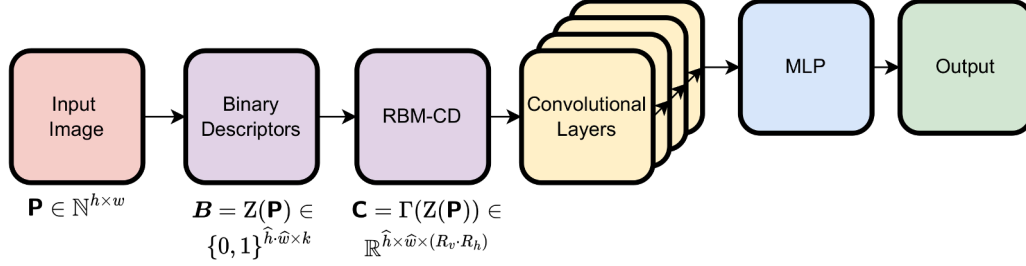 Input
Image
Binary
Descriptors
RBM-CD
Convolutional
Layers
MLP
Output
P ∈ ℕ^{h×w}
B = Z(P) ∈
{0, 1}^{ĥ·ŵ×k}
C = Γ(Z(P)) ∈
ℝ^{ĥ×ŵ×(R_v·R_h)}